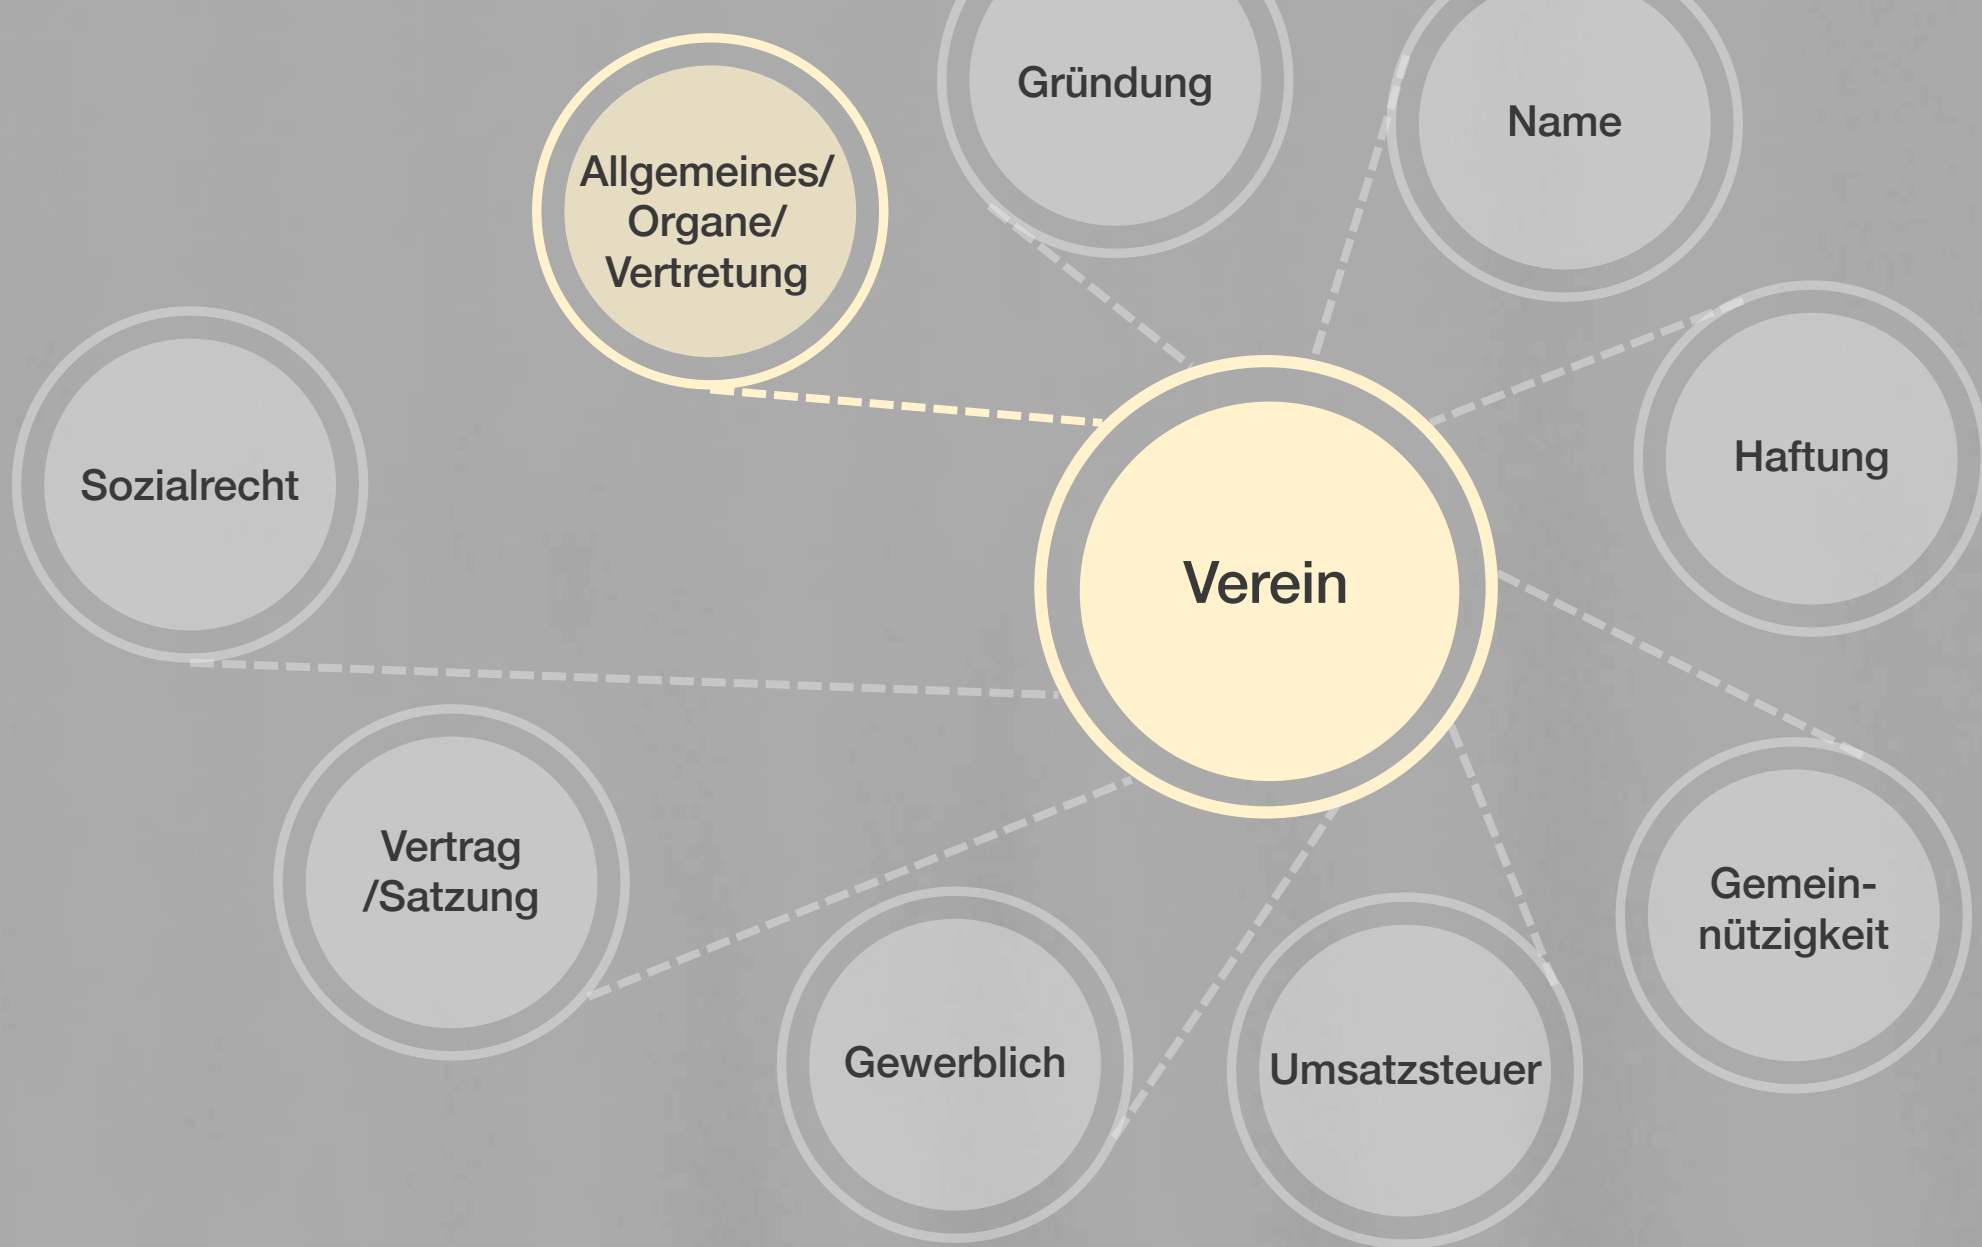 Gründung
Name
Allgemeines/
Organe/
Vertretung
Haftung
Sozialrecht
Verein
Vertrag
/Satzung
Gemein-
nützigkeit
Gewerblich
Umsatzsteuer